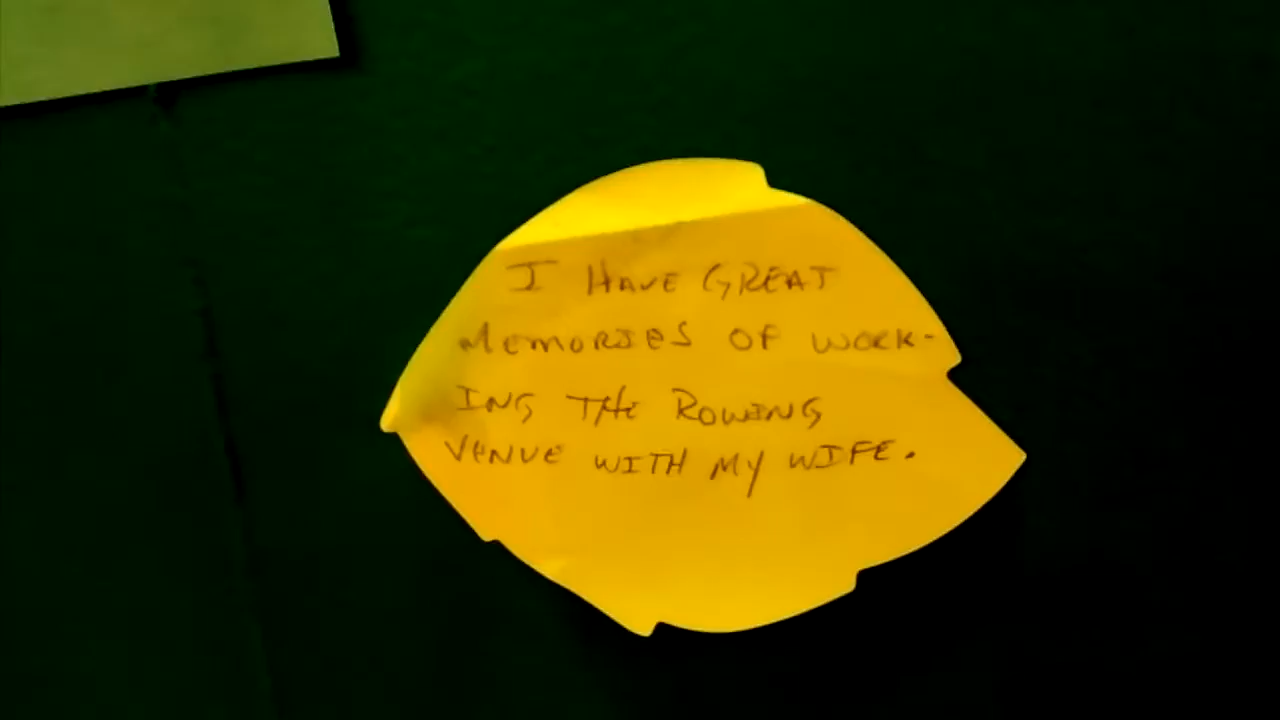 I HAVE GREAT
MEMORIES OF WORK-
ING THE ROWING
VENUE WITH MY WIFE.